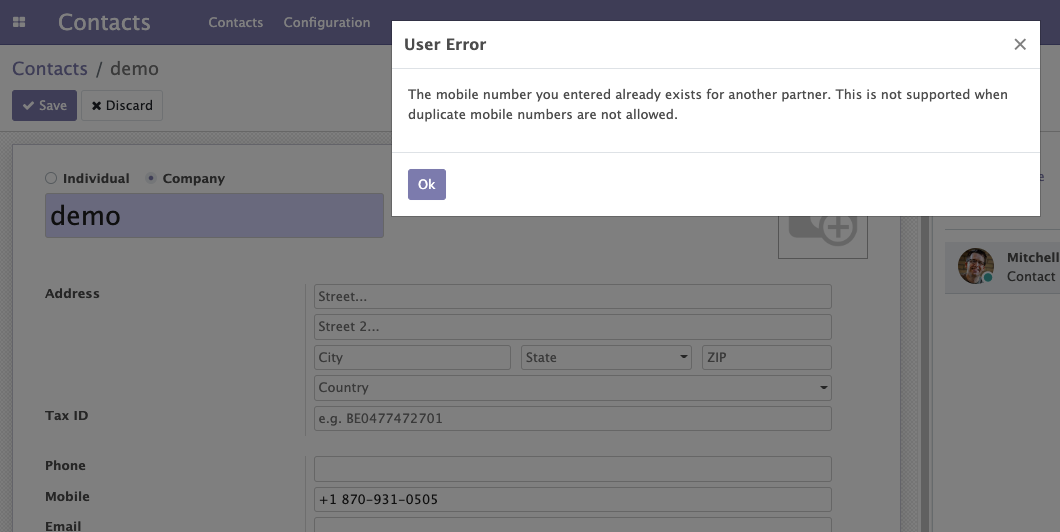 Contacts Contacts Configuration
User Error
Contacts / demo
The mobile number you entered already exists for another partner. This is not supported when
duplicate mobile numbers are not allowed.
Save Discard
Ok
Individual Company
demo
Mitchell
Contact
Address
Street...
Street 2...
City State ZIP
Country
Tax ID e.g. BE0477472701
Phone
Mobile +1 870-931-0505
Email